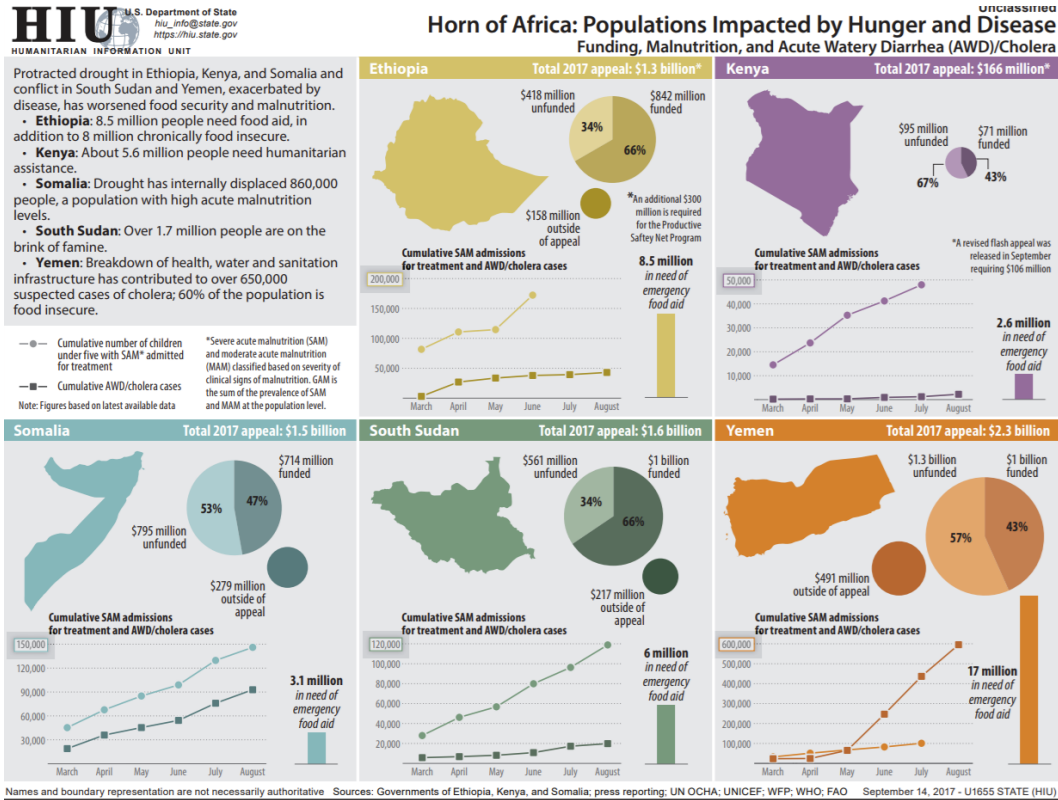 HIU
U.S. Department of State
hiu_info@state.gov
https://hiu.state.gov
HUMANITARIAN INFORMATION UNIT
Unclassified
Horn of Africa: Populations Impacted by Hunger and Disease
Funding, Malnutrition, and Acute Watery Diarrhea (AWD)/Cholera
Protracted drought in Ethiopia, Kenya, and Somalia and
conflict in South Sudan and Yemen, exacerbated by
disease, has worsened food security and malnutrition.
• Ethiopia: 8.5 million people need food aid, in
addition to 8 million chronically food insecure.
• Kenya: About 5.6 million people need humanitarian
assistance.
• Somalia: Drought has internally displaced 860,000
people, a population with high acute malnutrition
levels.
• South Sudan: Over 1.7 million people are on the
brink of famine.
• Yemen: Breakdown of health, water and sanitation
infrastructure has contributed to over 650,000
suspected cases of cholera; 60% of the population is
food insecure.
Cumulative number of children
under five with SAM* admitted
for treatment
Cumulative AWD/cholera cases
Note: Figures based on latest available data
*Severe acute malnutrition (SAM)
and moderate acute malnutrition
(MAM) classified based on severity of
clinical signs of malnutrition. GAM is
the sum of the prevalence of SAM
and MAM at the population level.
Ethiopia
Total 2017 appeal: $1.3 billion*
$418 million
unfunded
$842 million
funded
34%
66%
$158 million
outside
of appeal
*An additional $300
million is required
for the Productive
Saftey Net Program
Cumulative SAM admissions
for treatment and AWD/cholera cases
200,000
150,000
100,000
50,000
March April May June July August
8.5 million
in need of
emergency
food aid
Kenya
Total 2017 appeal: $166 million*
$95 million
unfunded
$71 million
funded
67%
43%
*A revised flash appeal was
released in September
requiring $106 million
Cumulative SAM admissions
for treatment and AWD/cholera cases
50,000
40,000
30,000
20,000
10,000
March April May June July August
2.6 million
in need of
emergency
food aid
Somalia
Total 2017 appeal: $1.5 billion
$714 million
funded
53%
47%
$795 million
unfunded
$279 million
outside of
appeal
Cumulative SAM admissions
for treatment and AWD/cholera cases
150,000
120,000
90,000
60,000
30,000
March April May June July August
3.1 million
in need of
emergency
food aid
South Sudan
Total 2017 appeal: $1.6 billion
$561 million
unfunded
$1 billion
funded
34%
66%
$217 million
outside of
appeal
Cumulative SAM admissions
for treatment and AWD/cholera cases
120,000
100,000
80,000
60,000
40,000
20,000
March April May June July August
6 million
in need of
emergency
food aid
Yemen
Total 2017 appeal: $2.3 billion
$1.3 billion
unfunded
$1 billion
funded
57%
43%
$491 million
outside of appeal
Cumulative SAM admissions
for treatment and AWD/cholera cases
600,000
500,000
400,000
300,000
200,000
100,000
March April May June July August
17 million
in need of
emergency
food aid
Names and boundary representation are not necessarily authoritative Sources: Governments of Ethiopia, Kenya, and Somalia; press reporting; UN OCHA; UNICEF; WFP; WHO; FAO September 14, 2017 - U1655 STATE (HIU)